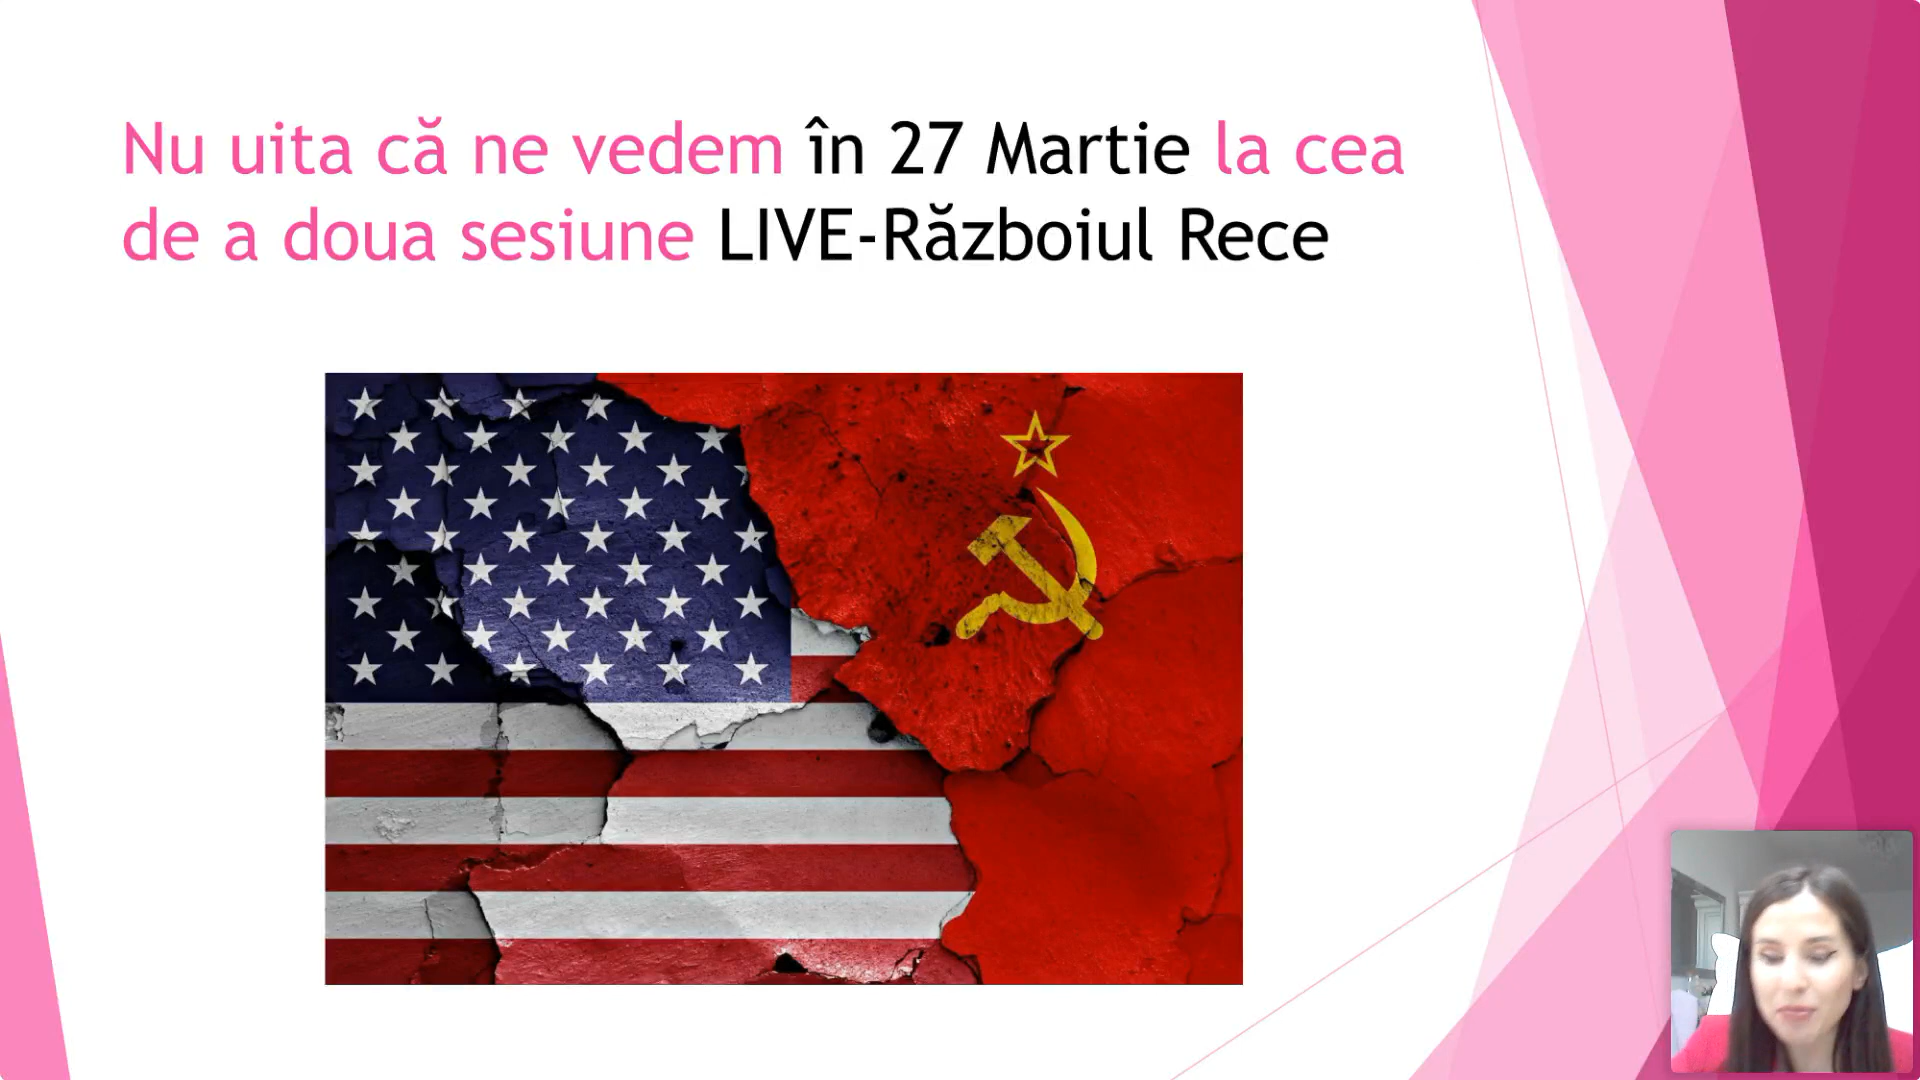 Nu uita că ne vedem în 27 Martie la cea
de a doua sesiune LIVE-Războiul Rece